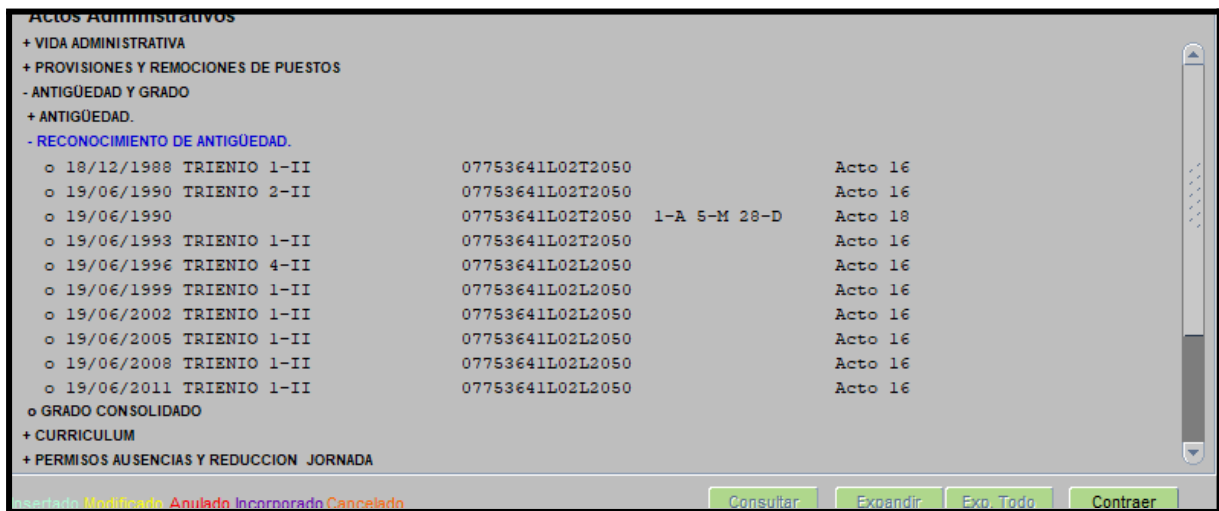 Actos Administrativos
+ VIDA ADMINISTRATIVA
+ PROVISIONES Y REMOCIONES DE PUESTOS
- ANTIGÜEDAD Y GRADO
+ ANTIGÜEDAD.
- RECONOCIMIENTO DE ANTIGÜEDAD.
o 18/12/1988 TRIENIO 1-II 07753641L02T2050 Acto 16
o 19/06/1990 TRIENIO 2-II 07753641L02T2050 Acto 16
o 19/06/1990 07753641L02T2050 1-A 5-M 28-D Acto 18
o 19/06/1993 TRIENIO 1-II 07753641L02T2050 Acto 16
o 19/06/1996 TRIENIO 4-II 07753641L02L2050 Acto 16
o 19/06/1999 TRIENIO 1-II 07753641L02L2050 Acto 16
o 19/06/2002 TRIENIO 1-II 07753641L02L2050 Acto 16
o 19/06/2005 TRIENIO 1-II 07753641L02L2050 Acto 16
o 19/06/2008 TRIENIO 1-II 07753641L02L2050 Acto 16
o 19/06/2011 TRIENIO 1-II 07753641L02L2050 Acto 16
o GRADO CONSOLIDADO
+ CURRICULUM
+ PERMISOS AUSENCIAS Y REDUCCION JORNADA
nsertado Modificado Anulado Incorporado Cancelado Consultar Expandir Exp. Todo Contraer